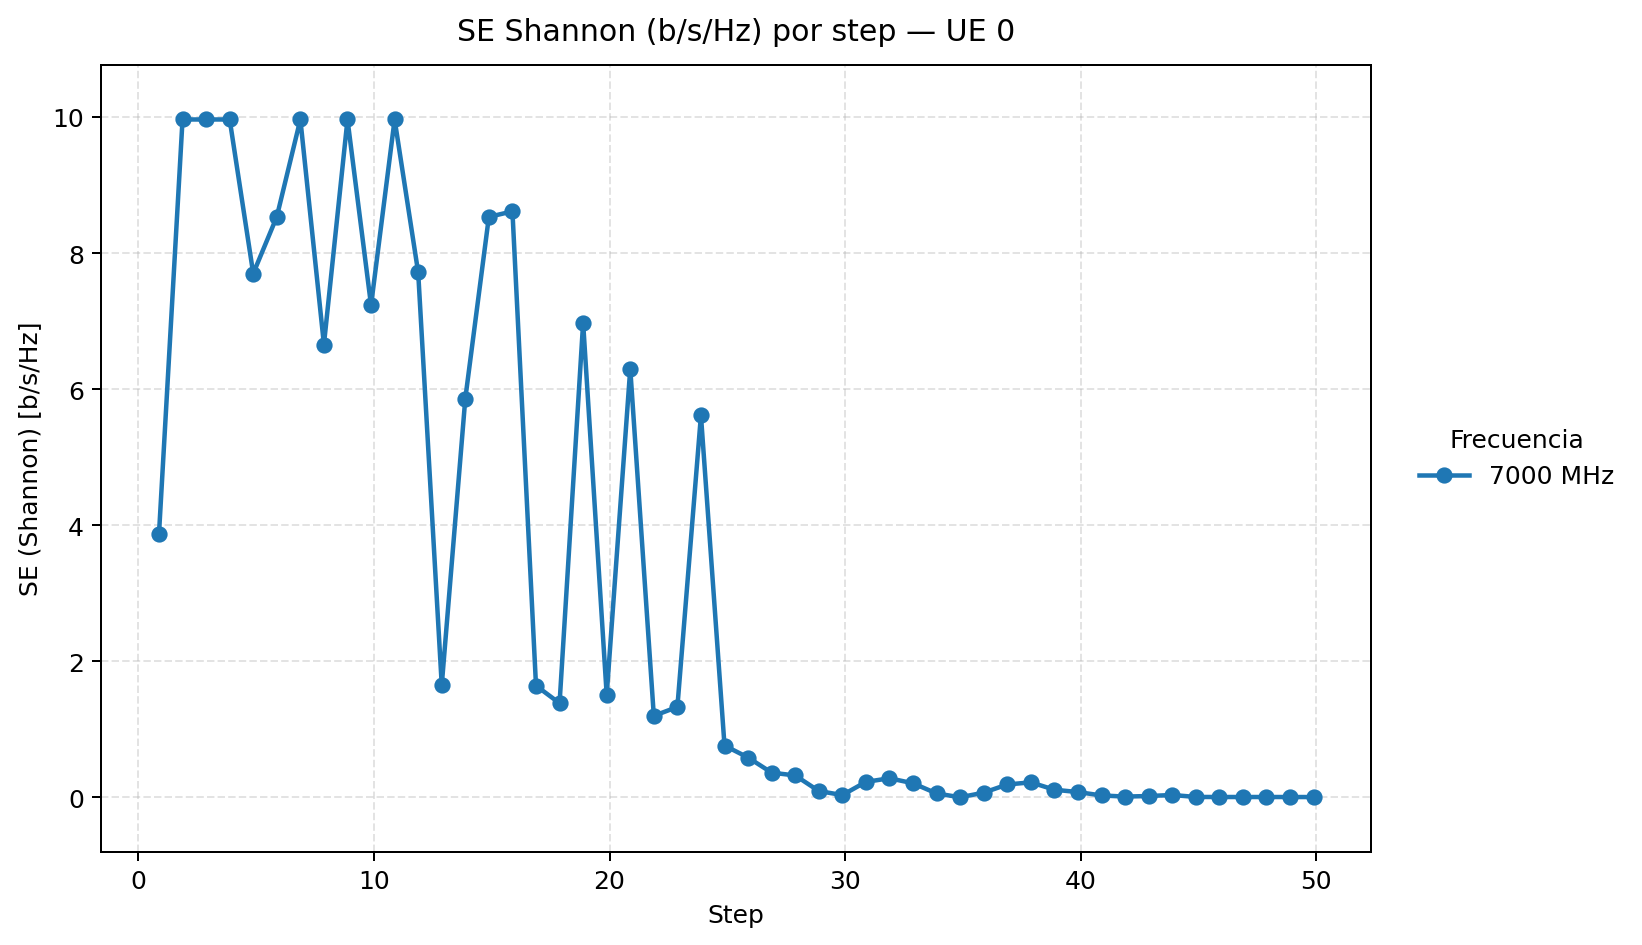 SE Shannon (b/s/Hz) por step — UE 0
SE (Shannon) [b/s/Hz]
10
8
6
4
2
0
0 10 20 30 40 50
Step
Frecuencia
7000 MHz